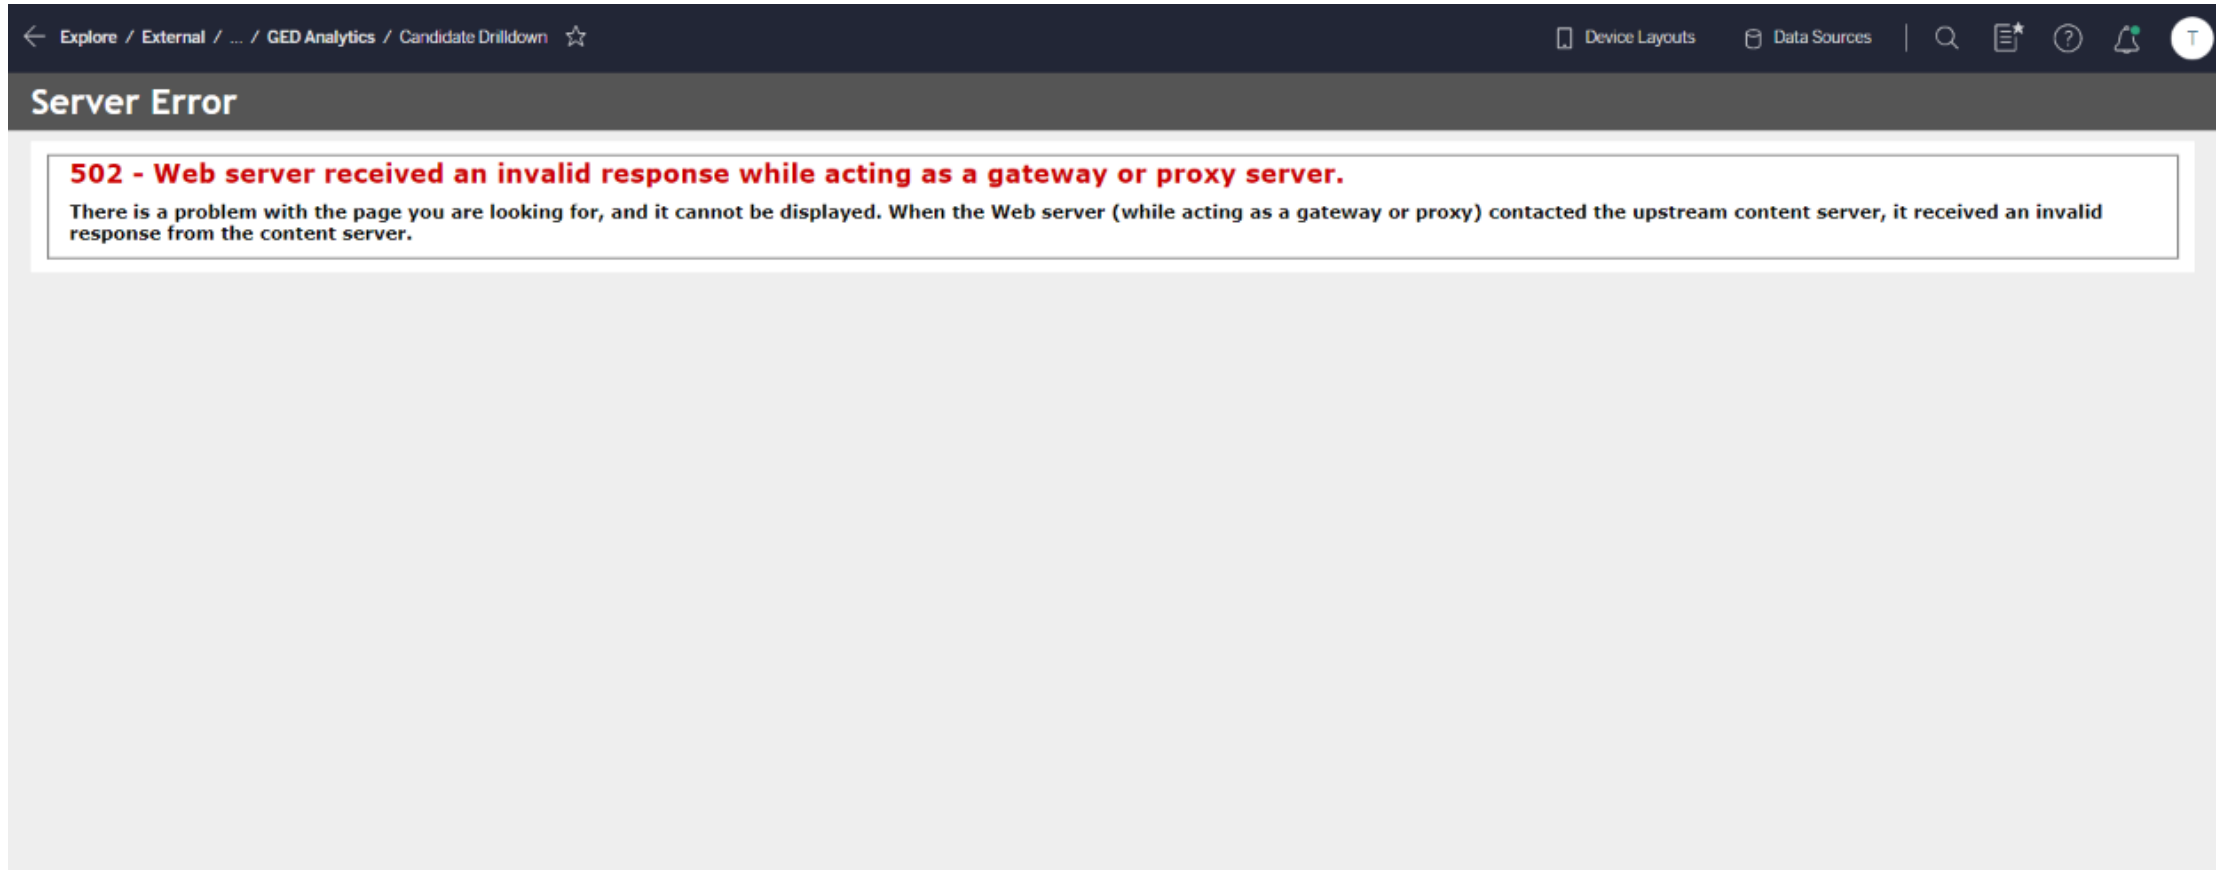 Explore / External / ... / GED Analytics / Candidate Drilldown
Device Layouts
Data Sources
T
Server Error
502 - Web server received an invalid response while acting as a gateway or proxy server.
There is a problem with the page you are looking for, and it cannot be displayed. When the Web server (while acting as a gateway or proxy) contacted the upstream content server, it received an invalid
response from the content server.